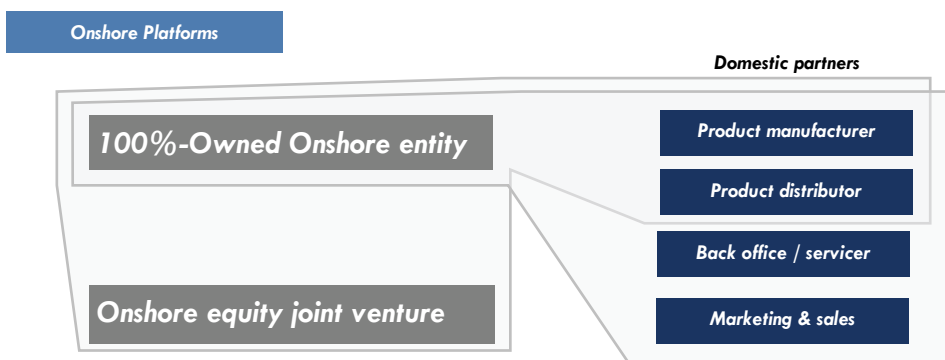 Onshore Platforms
Domestic partners
100%-Owned Onshore entity
Product manufacturer
Product distributor
Back office / servicer
Onshore equity joint venture
Marketing & sales